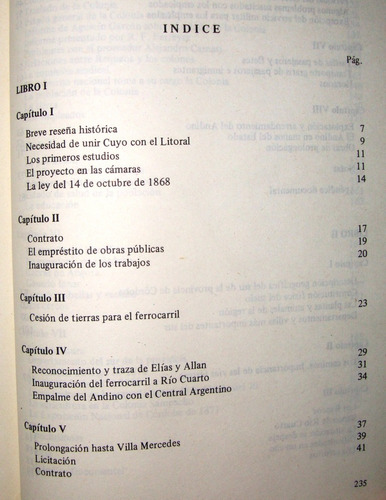 INDICE
Pág.
LIBRO I
Capítulo I
Breve reseña histórica 7
Necesidad de unir Cuyo con el Litoral 9
Los primeros estudios 11
El proyecto en las cámaras 11
La ley del 14 de octubre de 1868 14
Capítulo II
Contrato 17
El empréstito de obras públicas 19
Inauguración de los trabajos 20
Capítulo III
Cesión de tierras para el ferrocarril 23
Capítulo IV
Reconocimiento y traza de Elías y Allan 29
Inauguración del ferrocarril a Río Cuarto 31
Empalme del Andino con el Central Argentino 34
Capítulo V
Prolongación hasta Villa Mercedes 37
Licitación 39
Contrato 41
235